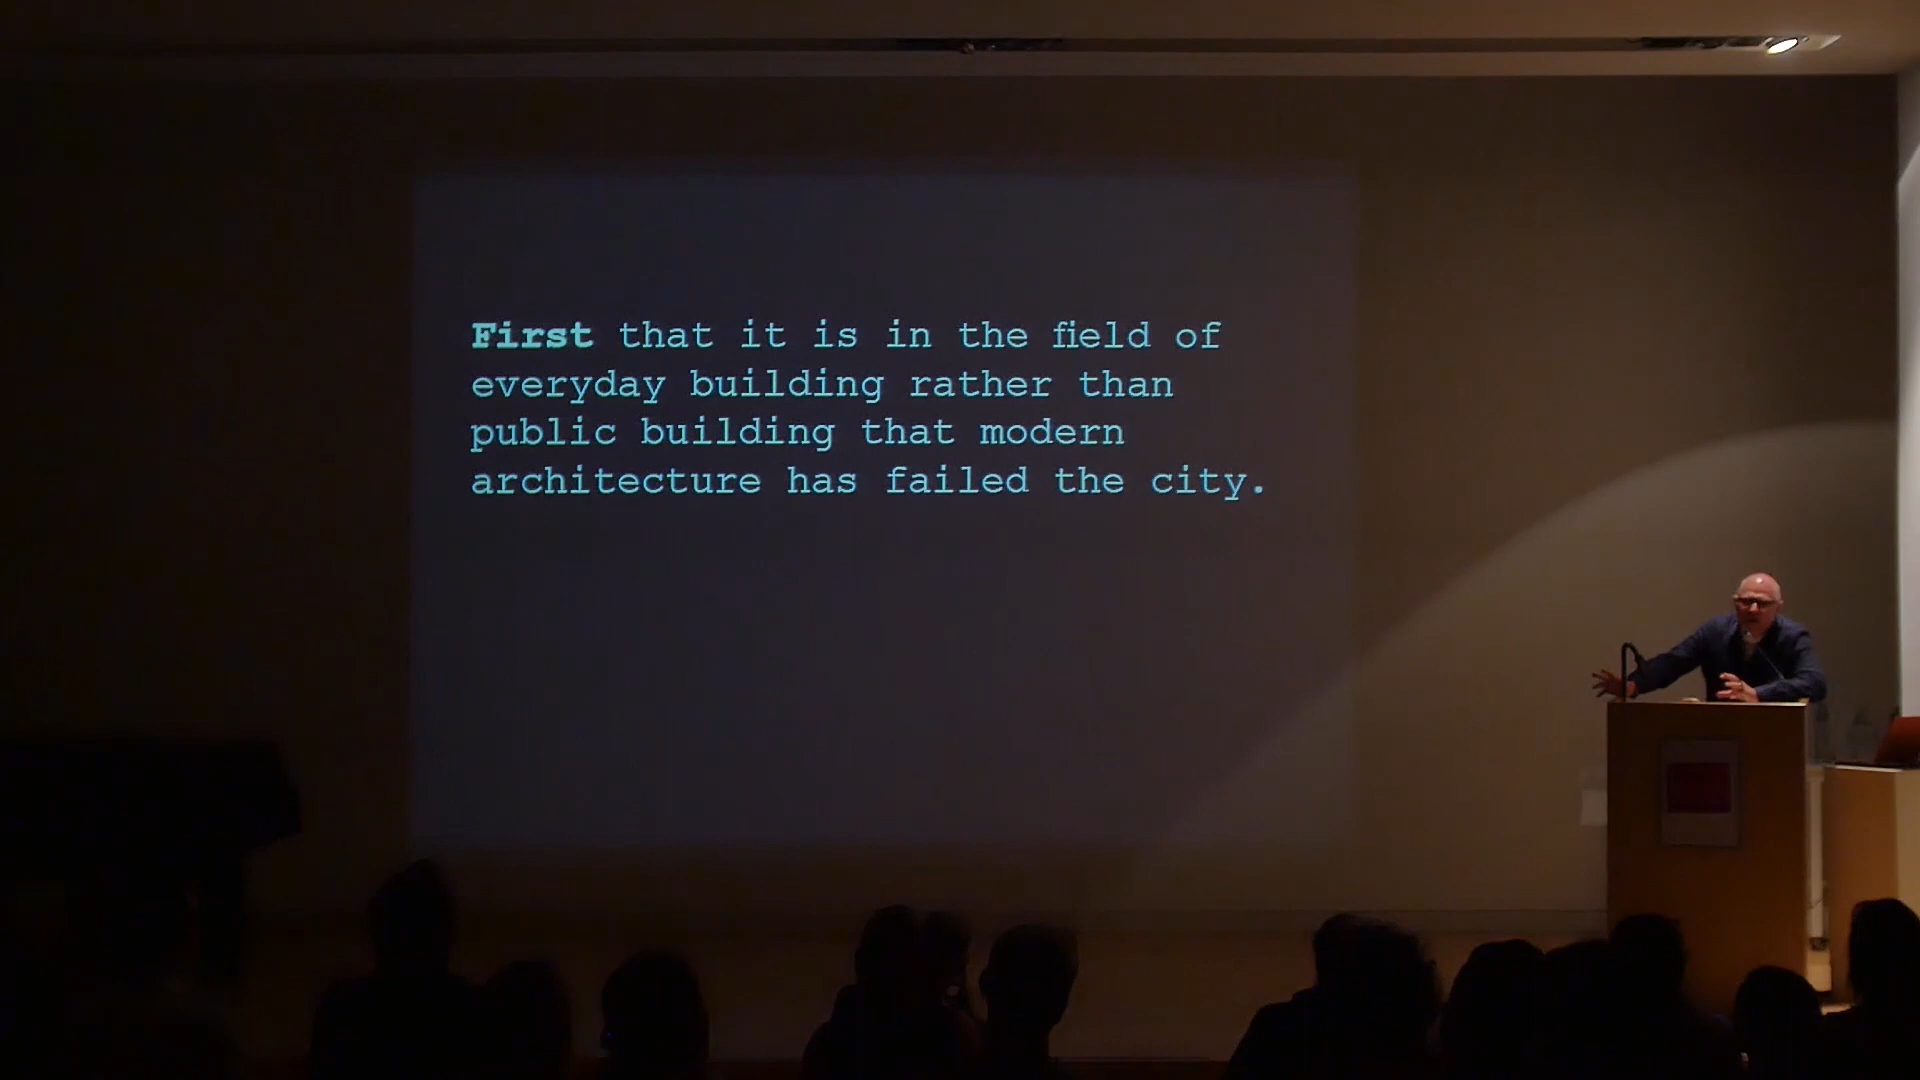 First that it is in the field of
everyday building rather than
public building that modern
architecture has failed the city.